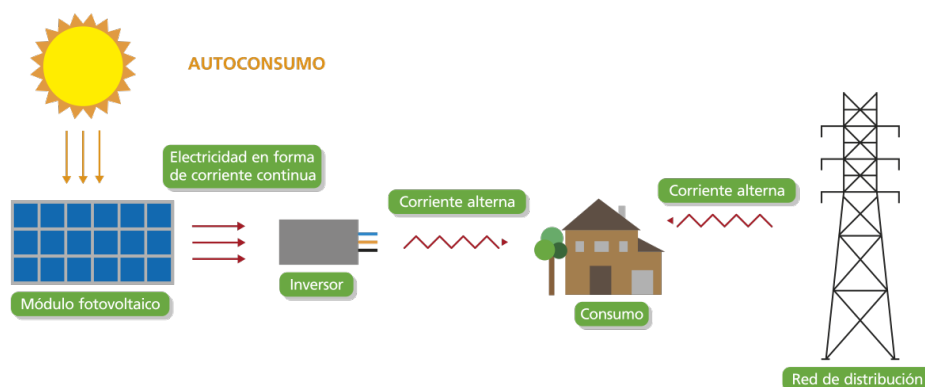 AUTOCONSUMO
Electricidad en forma
de corriente continua
Corriente alterna
Corriente alterna
Inversor
Módulo fotovoltaico
Consumo
Red de distribución